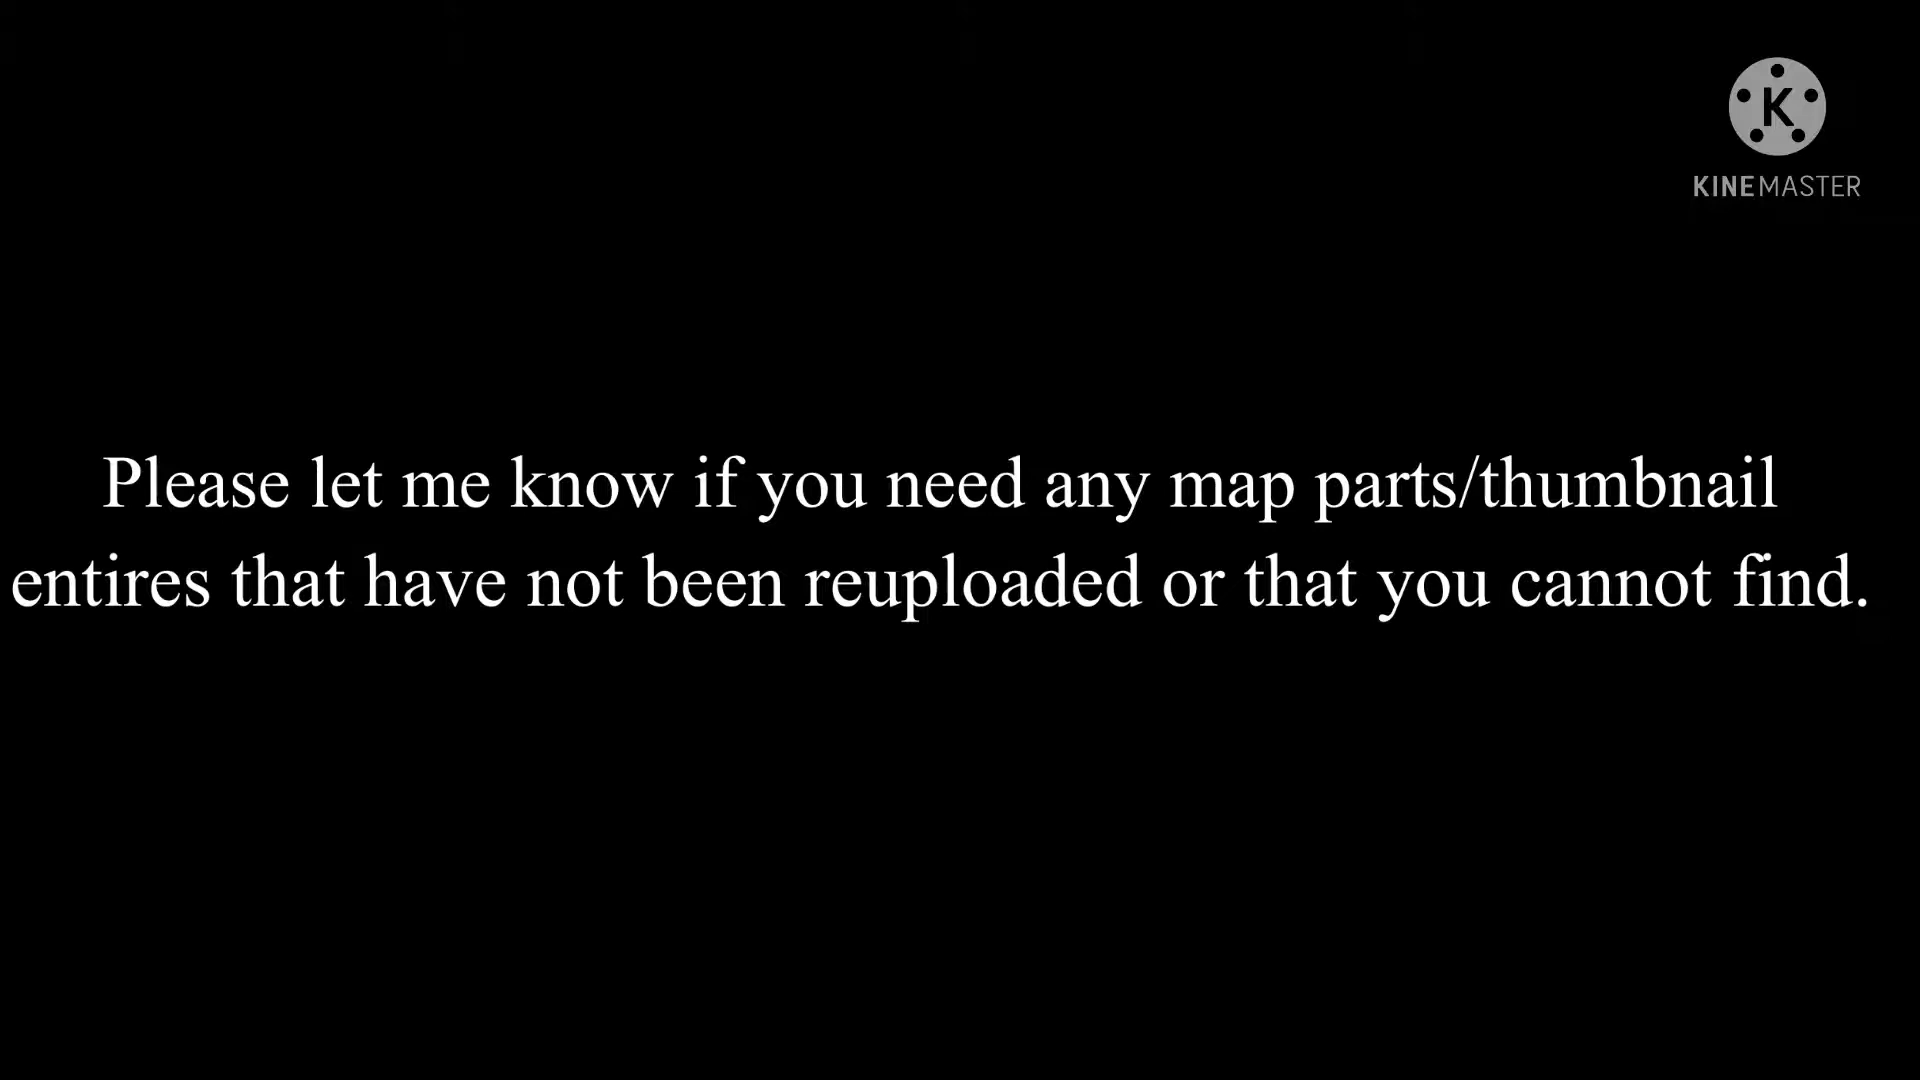 K
KINEMASTER
Please let me know if you need any map parts/thumbnail
entires that have not been reuploaded or that you cannot find.